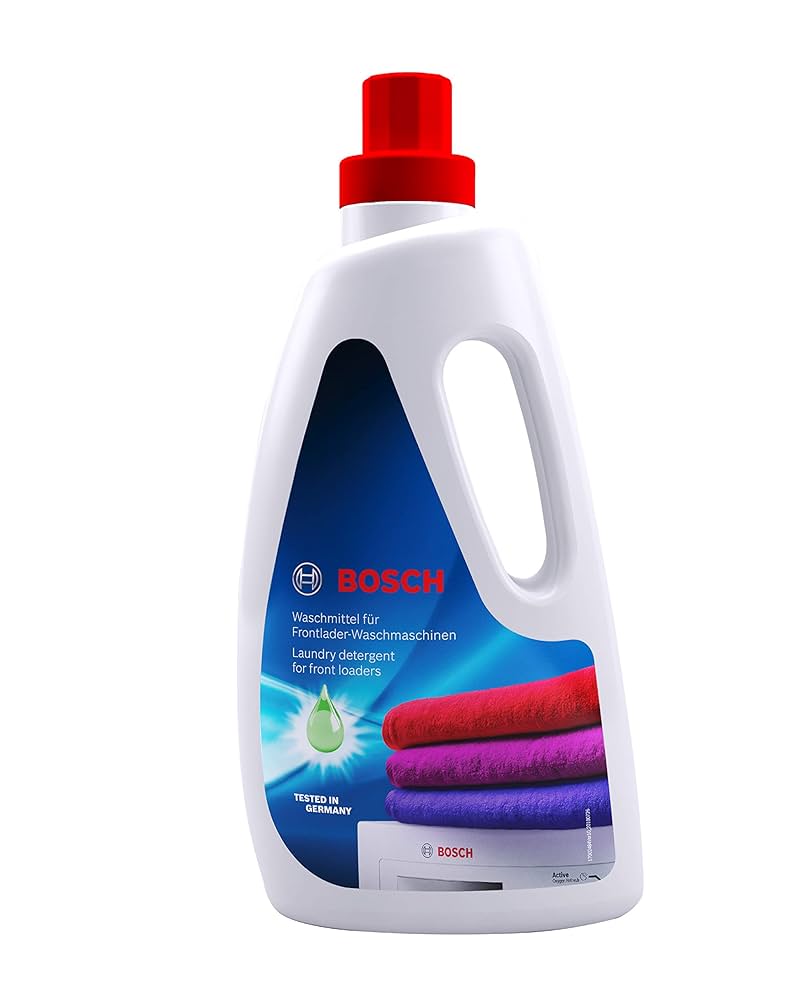 BOSCH
Waschmittel für
Frontlader-Waschmaschinen
Laundry detergent
for front loaders
TESTED IN
GERMANY
BOSCH
Active